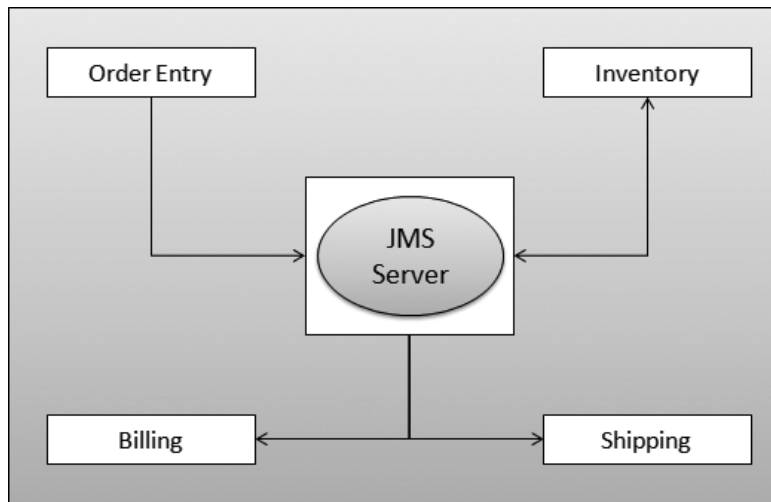 Order Entry
Inventory
JMS
Server
Billing
Shipping